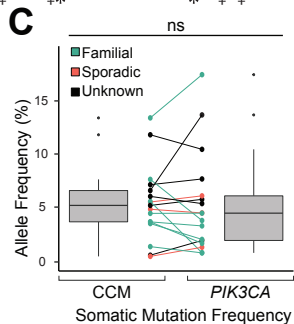 C
ns
Familial
Sporadic
Unknown
Allele Frequency (%)
15
10
5
0
CCM
PIK3CA
Somatic Mutation Frequency